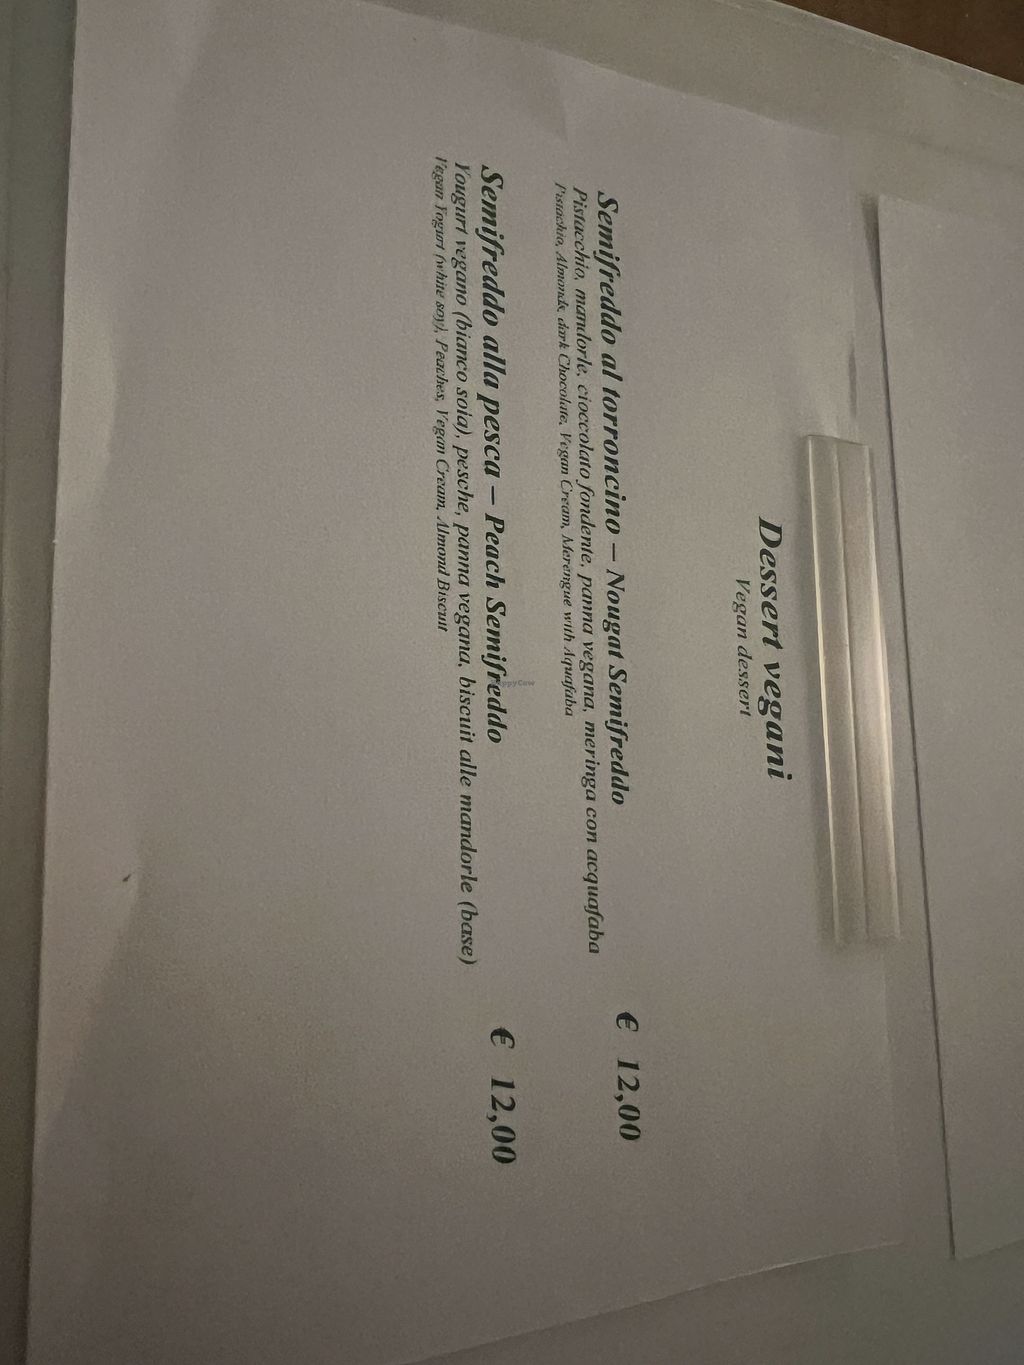 Dessert vegani
Vegan dessert
Semifreddo al torroncino – Nougat Semifreddo € 12,00
Pistacchio, mandorle, cioccolato fondente, panna vegana, meringa con acquafaba
Pistachio, Almonds, dark Chocolate, Vegan Cream, Merengue with Aquafaba
Semifreddo alla pesca – Peach Semifreddo € 12,00
Yougurt vegano (bianco soia), pesche, panna vegana, biscuit alle mandorle (base)
Vegan Yogurt (white soy), Peaches, Vegan Cream, Almond Biscuit
HappyCow